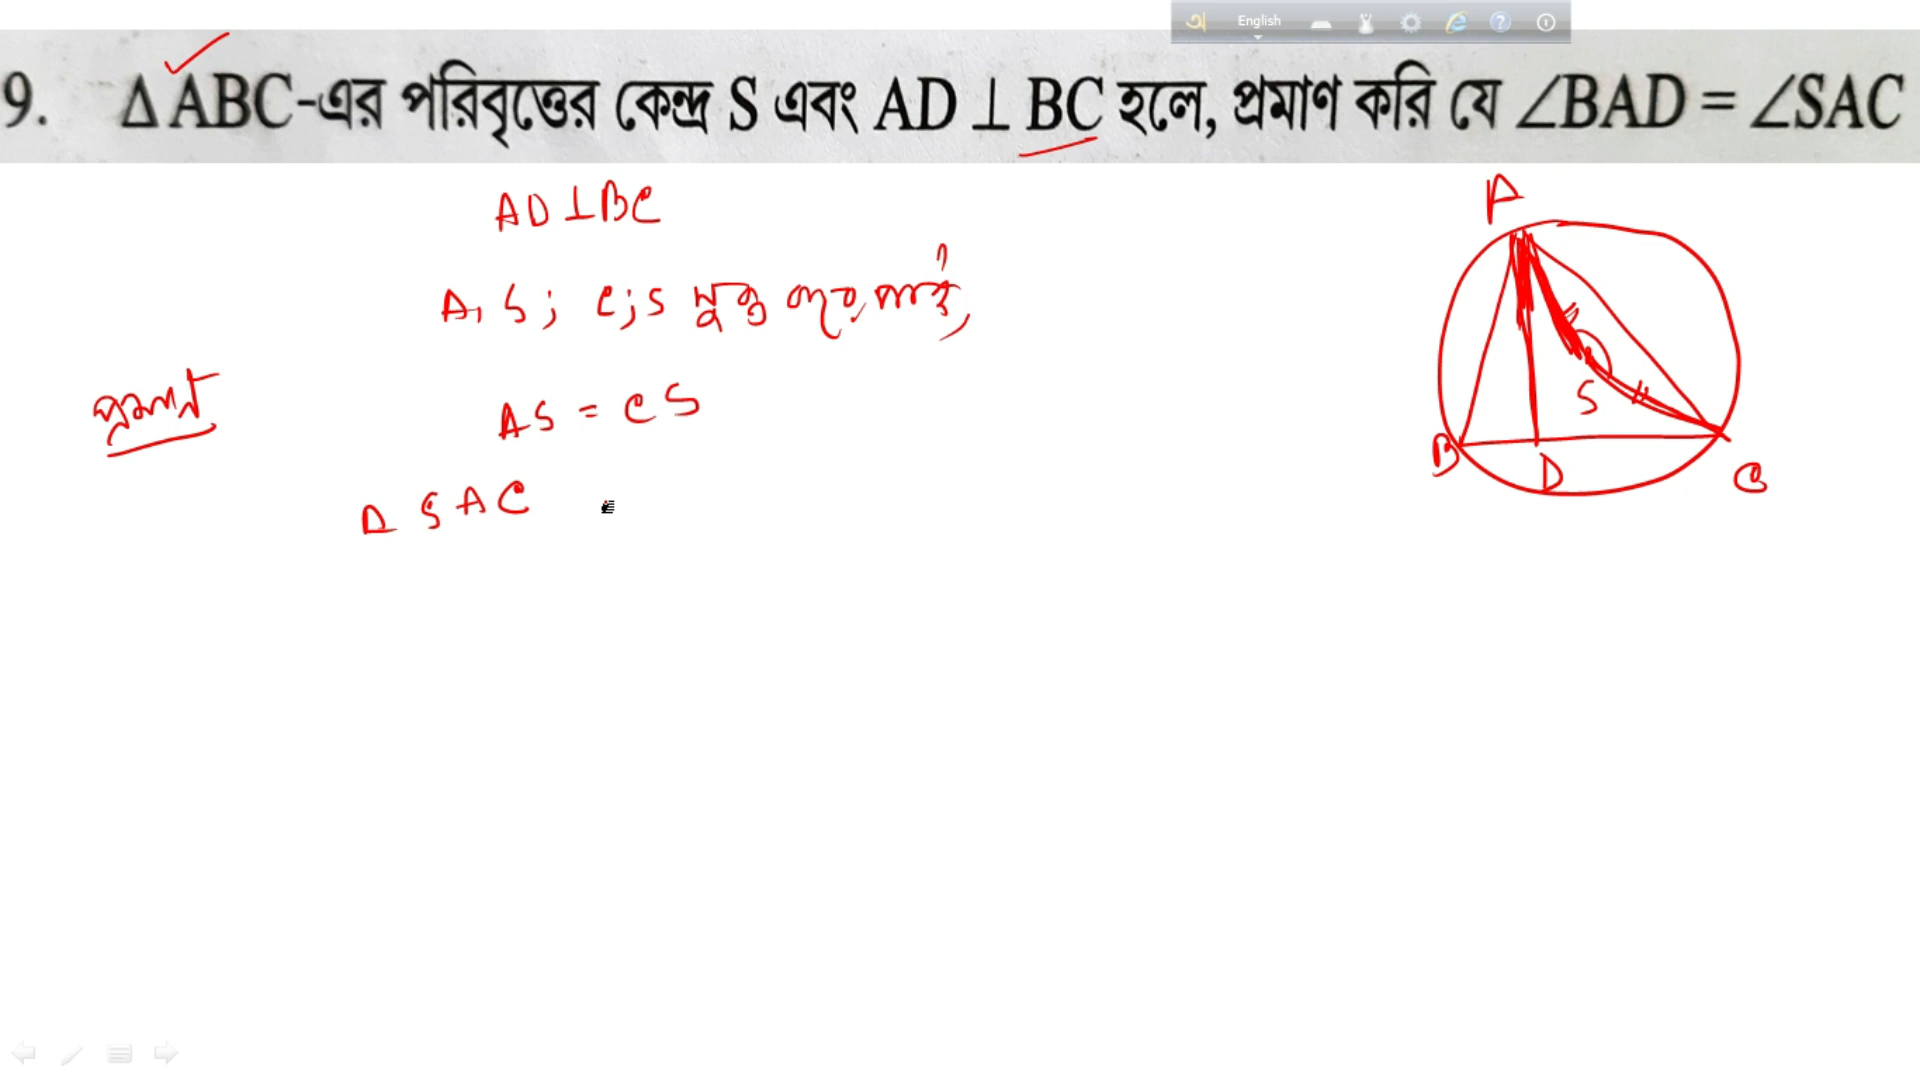 English
9. Δ ABC-এর পরিবৃত্তের কেন্দ্র S এবং AD ⊥ BC হলে, প্রমাণ করি যে ∠BAD = ∠SAC
AD ⊥ BC
A, S; C; S যুক্ত
প্রমাণ
AS = CS
Δ SAC
A
S
B
D
C